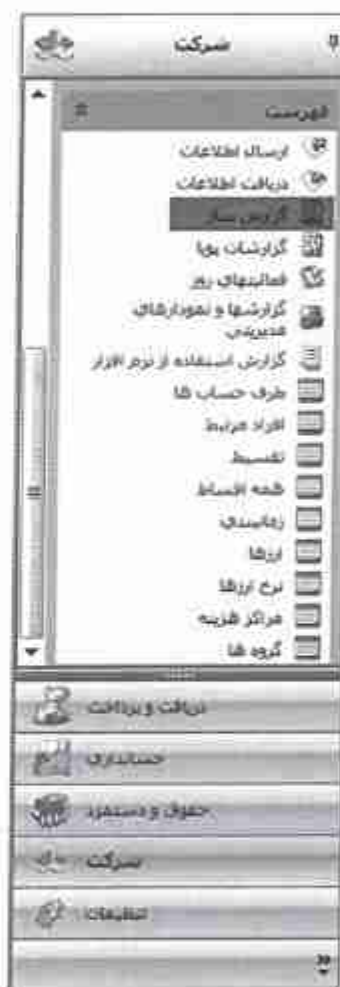 شرکت
فهرست
ارسال اطلاعات
دریافت اطلاعات
گزارش ساز
گزارشات پویا
فعالیتهای روز
گزارشها و نمودارهای
مدیریتی
گزارش استفاده از نرم افزار
طرف حساب ها
افراد مرتبط
تقسیط
همه اقساط
زمانبندی
ارزها
نرخ ارزها
مراکز هزینه
گروه ها
دریافت و پرداخت
حسابداری
حقوق و دستمزد
شرکت
تنظیمات